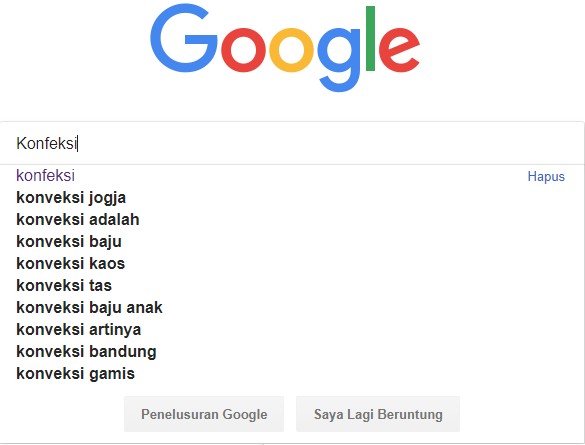 Google
Konfeksi
konfeksi Hapus
konveksi jogja
konveksi adalah
konveksi baju
konveksi kaos
konveksi tas
konveksi baju anak
konveksi artinya
konveksi bandung
konveksi gamis
Penelusuran Google Saya Lagi Beruntung